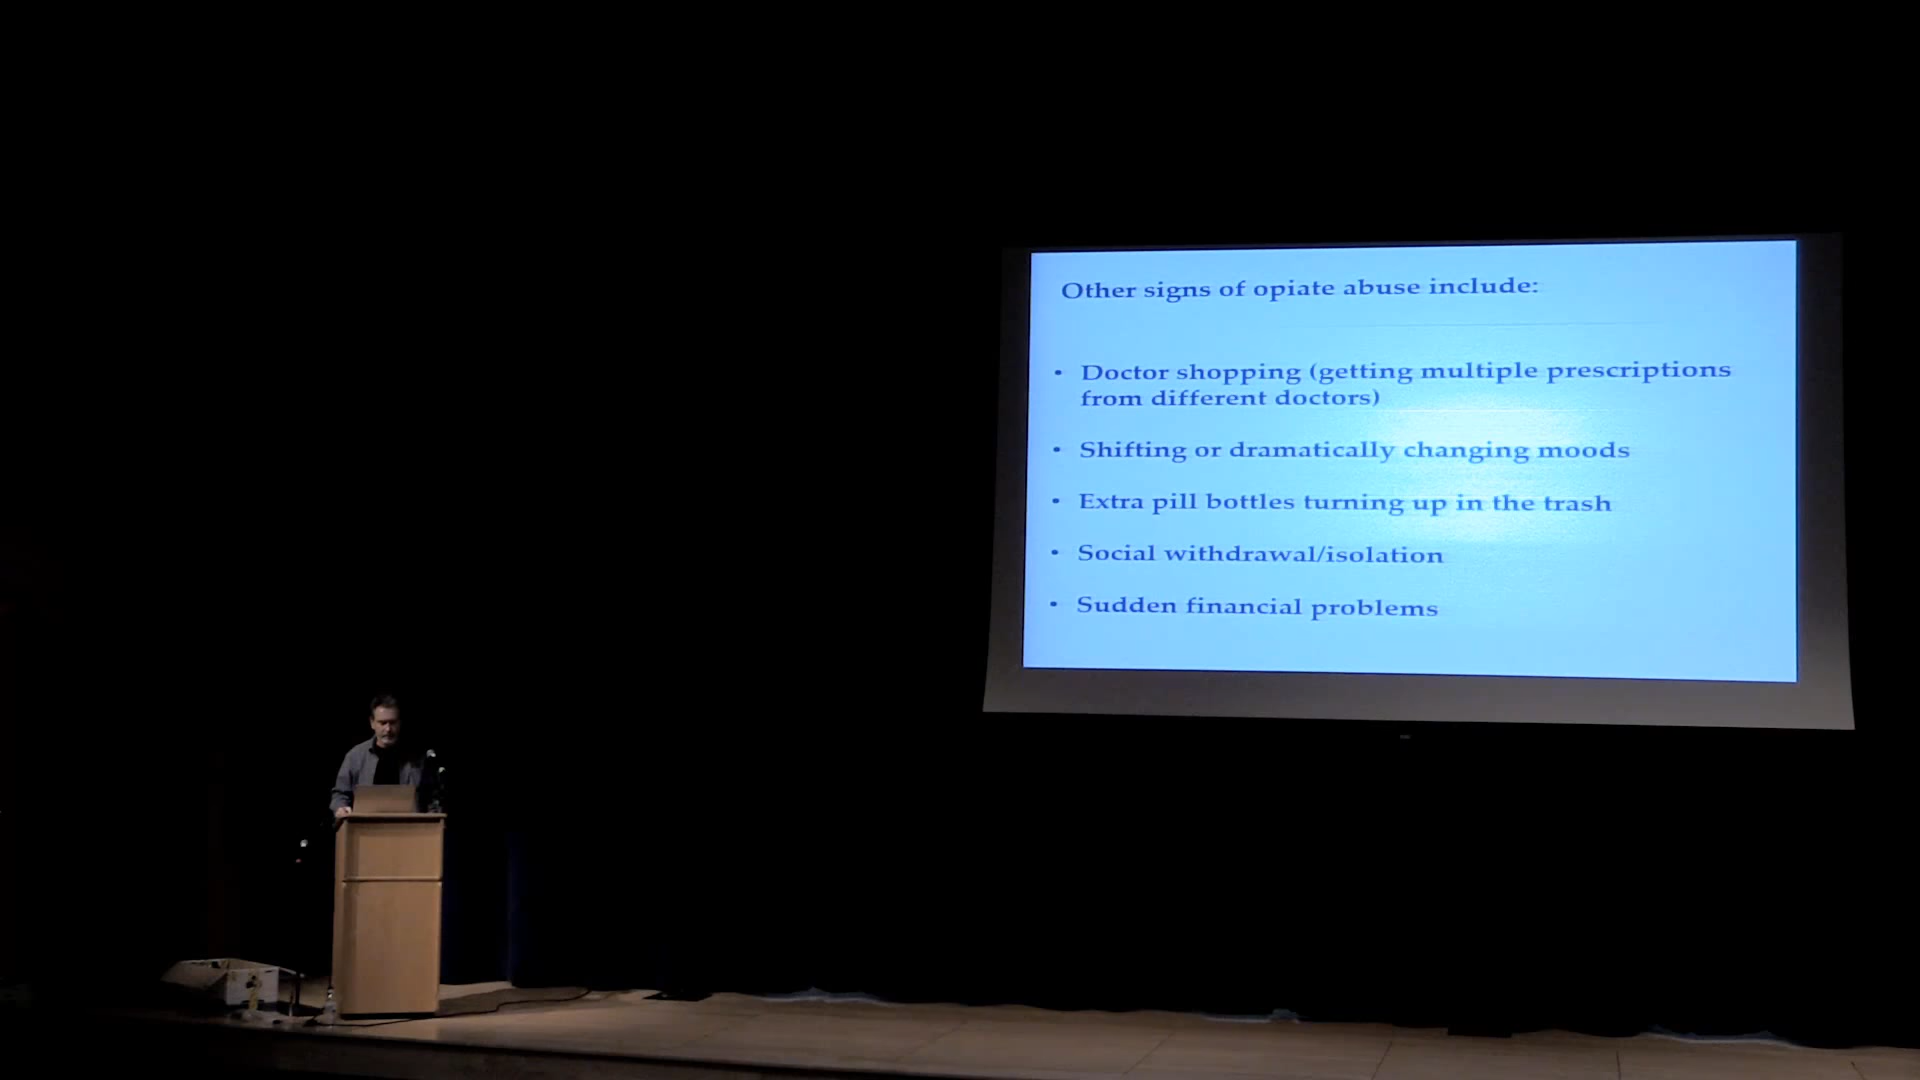 Other signs of opiate abuse include:
• Doctor shopping (getting multiple prescriptions
from different doctors)
• Shifting or dramatically changing moods
• Extra pill bottles turning up in the trash
• Social withdrawal/isolation
• Sudden financial problems